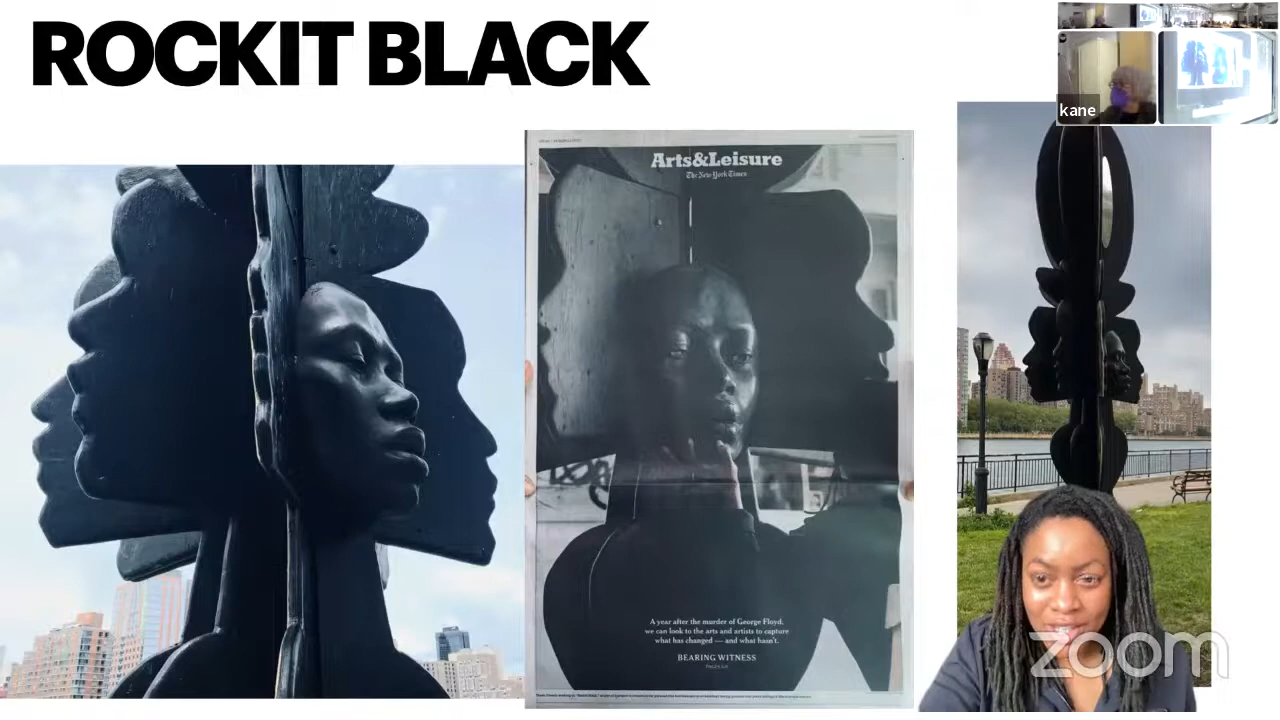 ROCKIT BLACK
kane
Arts&Leisure
The New York Times
A year after the murder of George Floyd,
we can look to the arts and artists to capture
what has changed — and what hasn't.
BEARING WITNESS
zoom